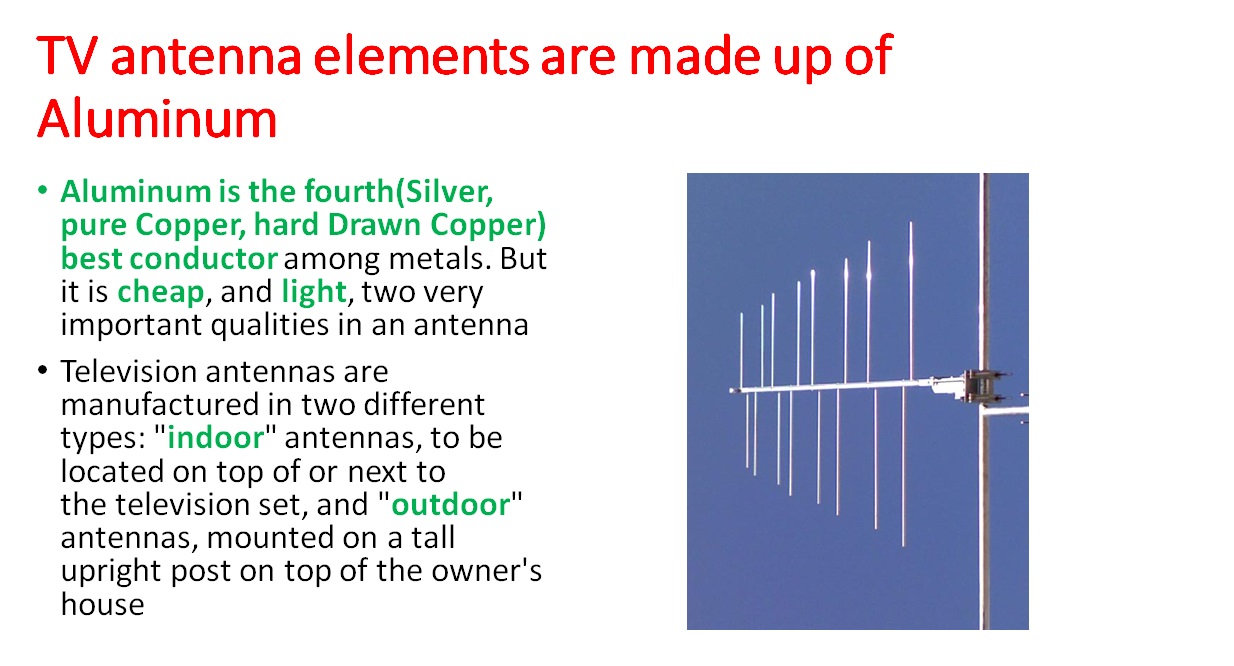 TV antenna elements are made up of
Aluminum
• Aluminum is the fourth(Silver,
pure Copper, hard Drawn Copper)
best conductor among metals. But
it is cheap, and light, two very
important qualities in an antenna
• Television antennas are
manufactured in two different
types: "indoor" antennas, to be
located on top of or next to
the television set, and "outdoor"
antennas, mounted on a tall
upright post on top of the owner's
house